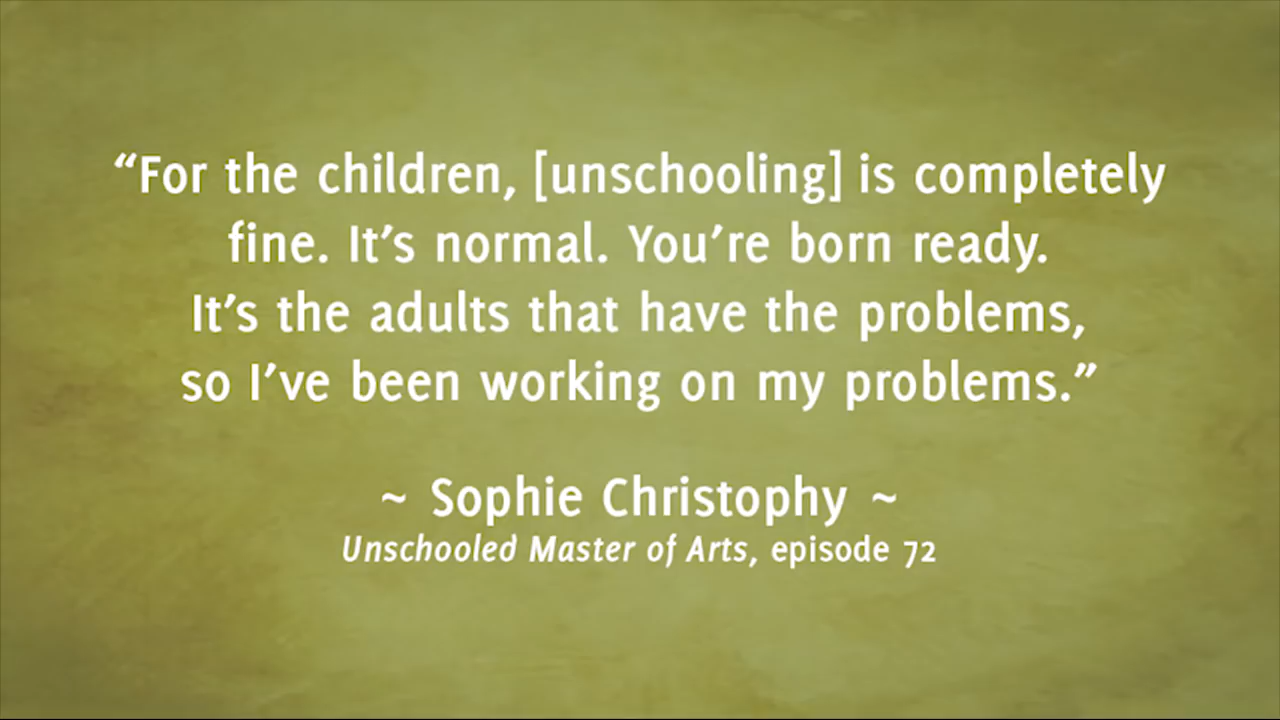 “For the children, [unschooling] is completely
fine. It’s normal. You’re born ready.
It’s the adults that have the problems,
so I’ve been working on my problems.”
~ Sophie Christophy ~
Unschooled Master of Arts, episode 72